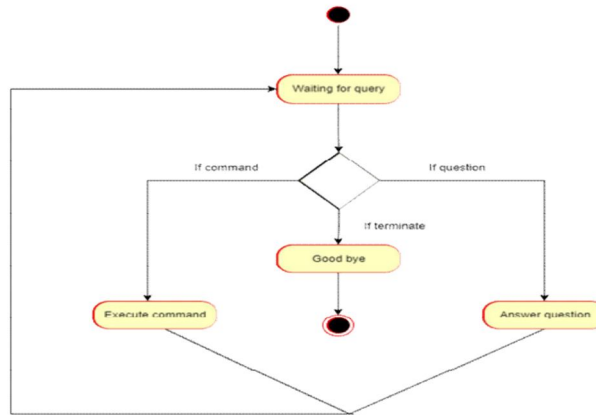 Waiting for query
If command
If question
If terminate
Good bye
Execute command
Answer question